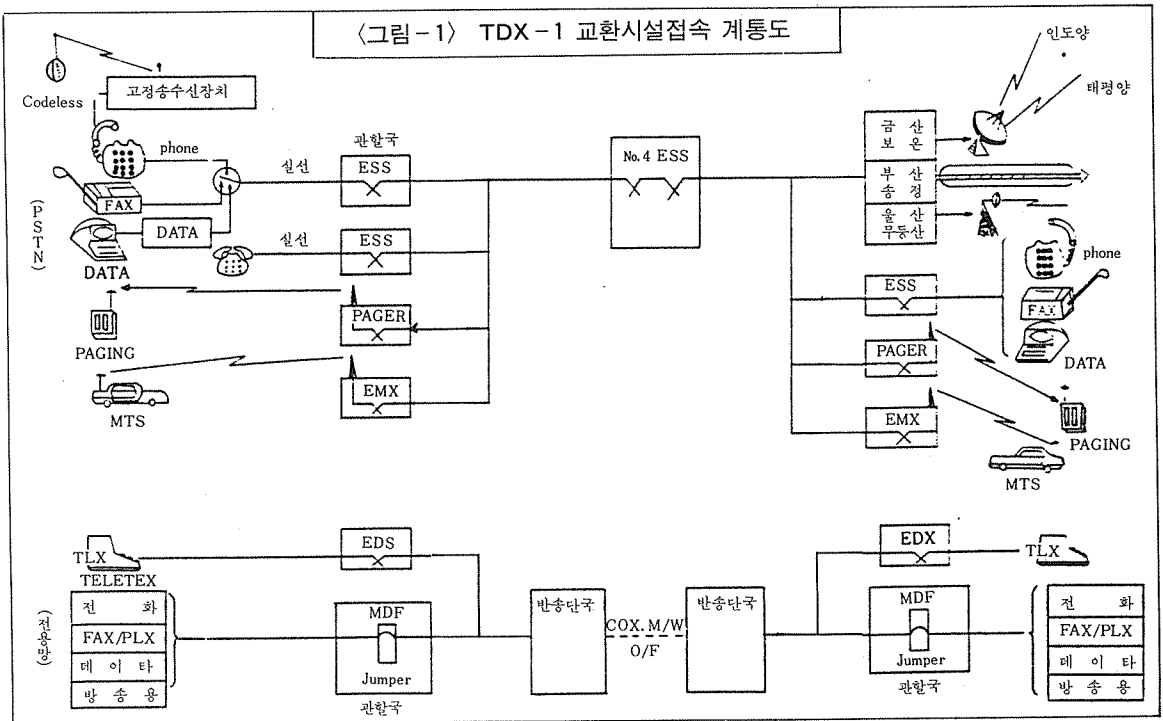 〈그림-1〉 TDX-1 교환시설접속 계통도
Codeless
고정송수신장치
phone
FAX
DATA
DATA
(PSTN)
실선
관할국
ESS
실선
ESS
PAGING
PAGER
MTS
EMX
No. 4 ESS
금 산
보 은
부 산
송 정
울 산
무등산
인도양
태평양
ESS
phone
FAX
DATA
PAGER
PAGING
EMX
MTS
TLX
TELETEX
EDS
(전용망)
전 화
FAX/PLX
데 이 타
방 송 용
MDF
Jumper
관할국
반송단국
COX. M/W
O/F
반송단국
EDX
TLX
MDF
Jumper
관할국
전 화
FAX/PLX
데 이 타
방 송 용